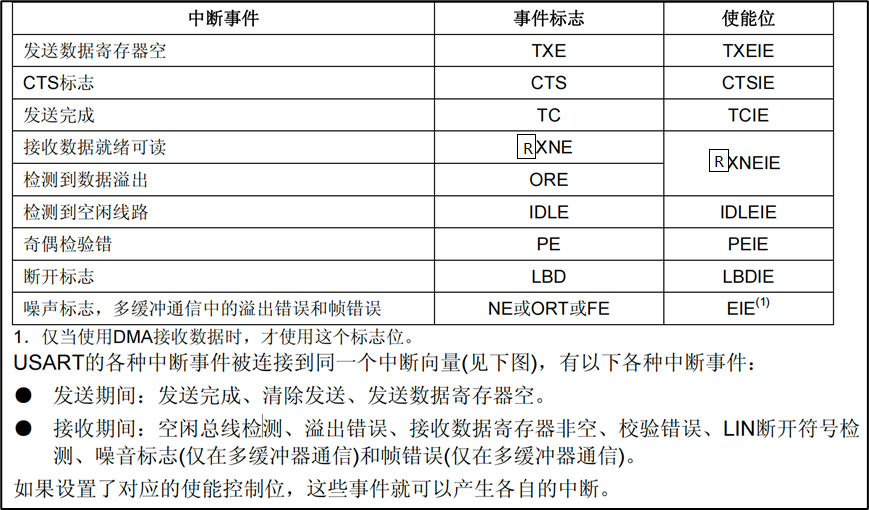 中断事件 事件标志 使能位
发送数据寄存器空 TXE TXEIE
CTS标志 CTS CTSIE
发送完成 TC TCIE
接收数据就绪可读 RXNE RXNEIE
检测到数据溢出 ORE
检测到空闲线路 IDLE IDLEIE
奇偶检验错 PE PEIE
断开标志 LBD LBDIE
噪声标志，多缓冲通信中的溢出错误和帧错误 NE或ORT或FE EIE(1)
1. 仅当使用DMA接收数据时，才使用这个标志位。
USART的各种中断事件被连接到同一个中断向量(见下图)，有以下各种中断事件：
● 发送期间：发送完成、清除发送、发送数据寄存器空。
● 接收期间：空闲总线检测、溢出错误、接收数据寄存器非空、校验错误、LIN断开符号检
测、噪音标志(仅在多缓冲器通信)和帧错误(仅在多缓冲器通信)。
如果设置了对应的使能控制位，这些事件就可以产生各自的中断。